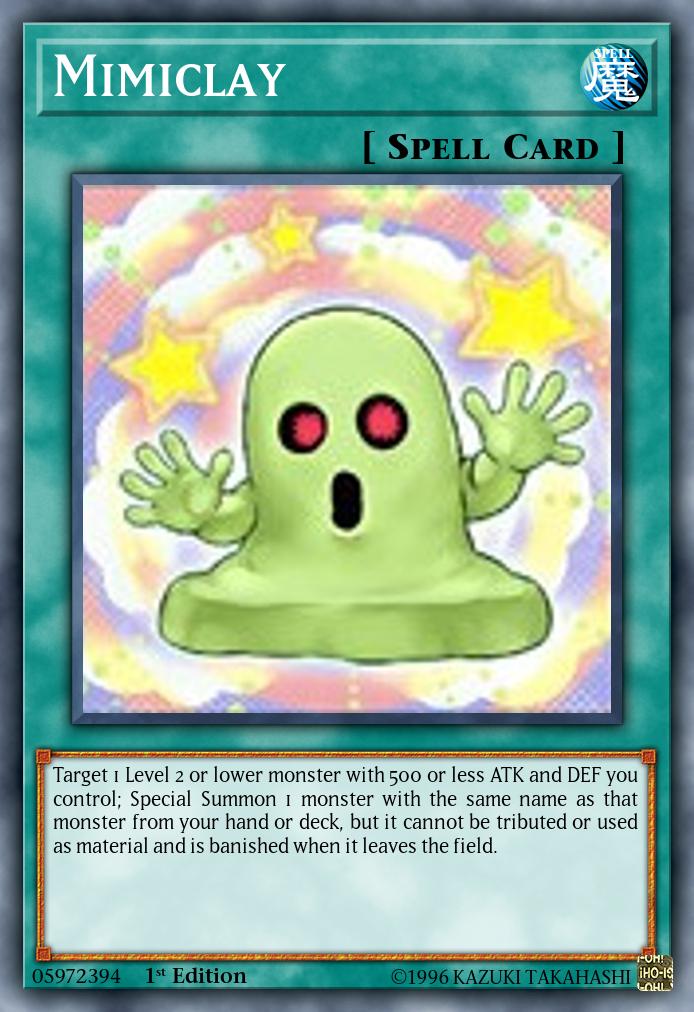 Mimiclay
SPELL
魔
[ Spell Card ]
Target 1 Level 2 or lower monster with 500 or less ATK and DEF you
control; Special Summon 1 monster with the same name as that
monster from your hand or deck, but it cannot be tributed or used
as material and is banished when it leaves the field.
05972394 1st Edition ©1996 KAZUKI TAKAHASHI